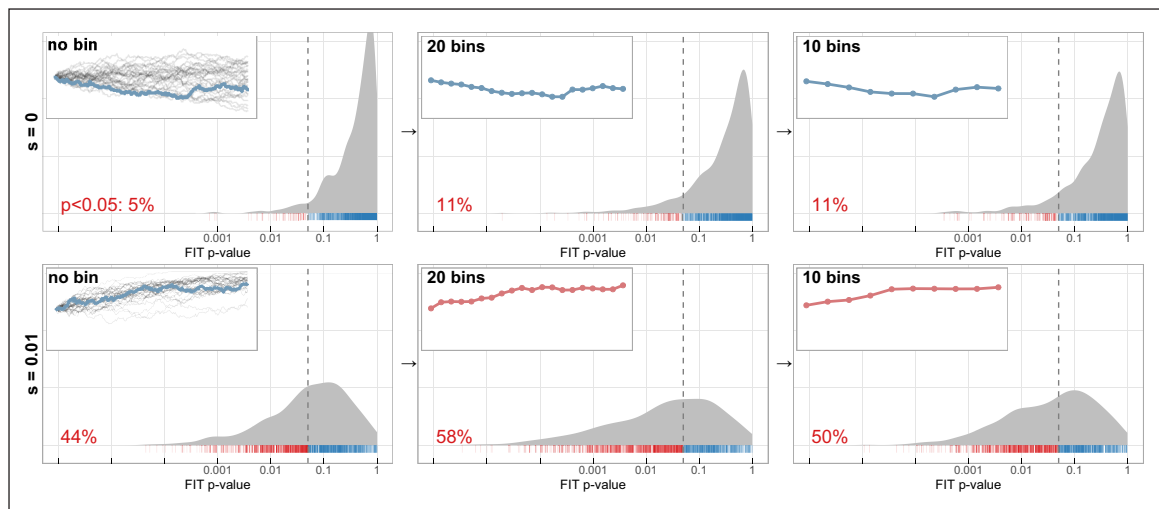 no bin
20 bins
10 bins
s = 0
→
→
p<0.05: 5%
11%
11%
0.001 0.01 0.1 1
0.001 0.01 0.1 1
0.001 0.01 0.1 1
FIT p-value
FIT p-value
FIT p-value
no bin
20 bins
10 bins
s = 0.01
→
→
44%
58%
50%
0.001 0.01 0.1 1
0.001 0.01 0.1 1
0.001 0.01 0.1 1
FIT p-value
FIT p-value
FIT p-value